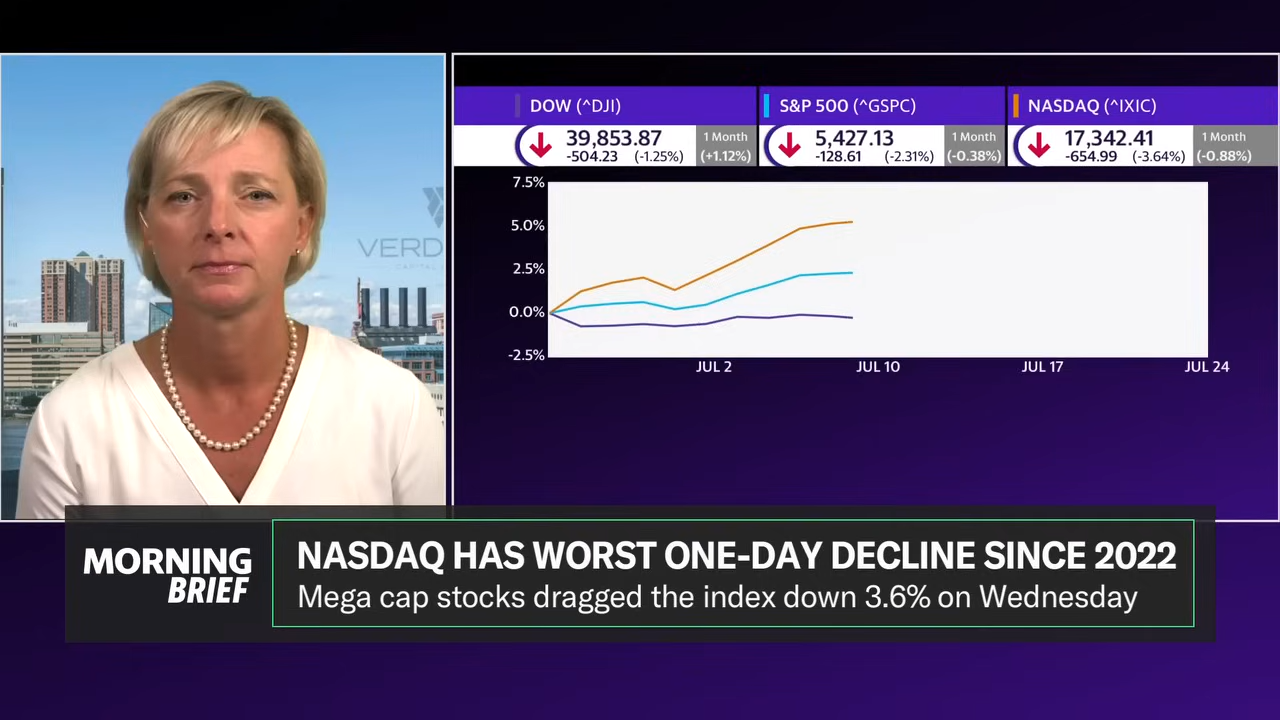 VERD
DOW (^DJI)
39,853.87
-504.23 (-1.25%)
1 Month
(+1.12%)
S&P 500 (^GSPC)
5,427.13
-128.61 (-2.31%)
1 Month
(-0.38%)
NASDAQ (^IXIC)
17,342.41
-654.99 (-3.64%)
1 Month
(-0.88%)
7.5%
5.0%
2.5%
0.0%
-2.5%
JUL 2
JUL 10
JUL 17
JUL 24
MORNING
BRIEF
NASDAQ HAS WORST ONE-DAY DECLINE SINCE 2022
Mega cap stocks dragged the index down 3.6% on Wednesday